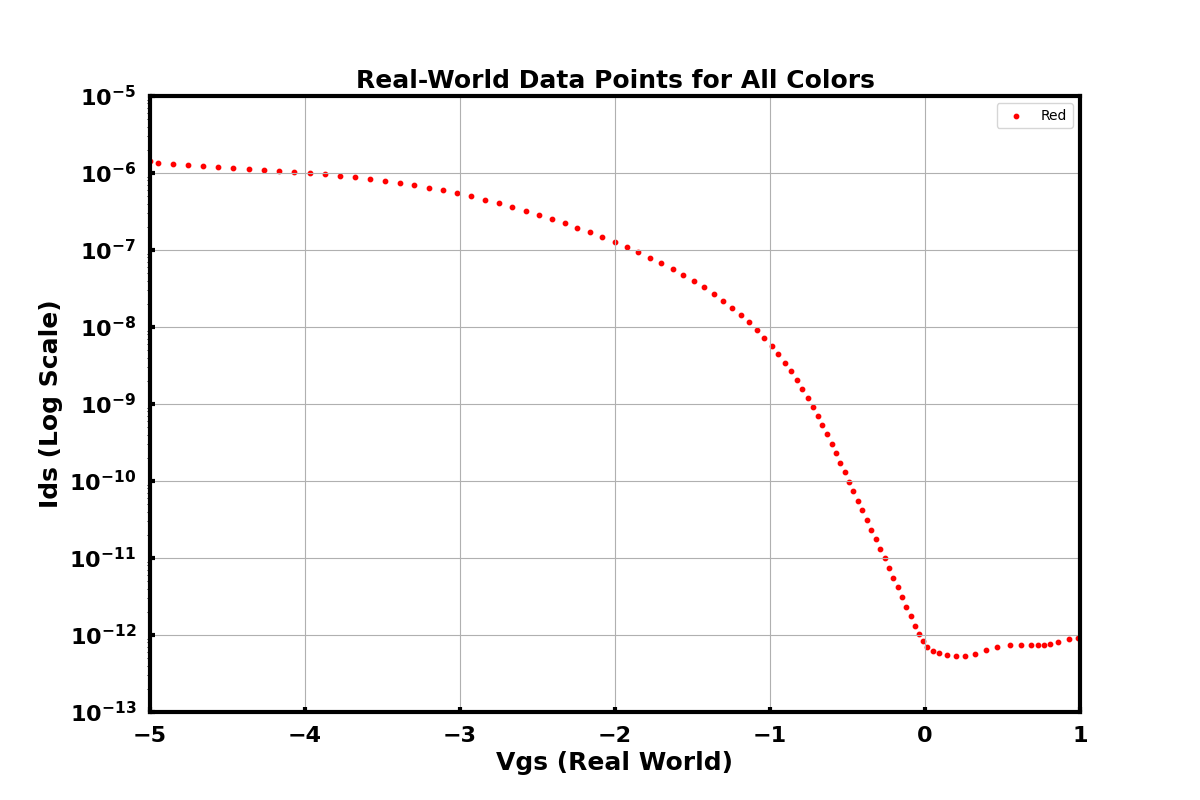 Real-World Data Points for All Colors
Red
10⁻⁵
10⁻⁶
10⁻⁷
10⁻⁸
10⁻⁹
10⁻¹⁰
10⁻¹¹
10⁻¹²
10⁻¹³
Ids (Log Scale)
−5 −4 −3 −2 −1 0 1
Vgs (Real World)